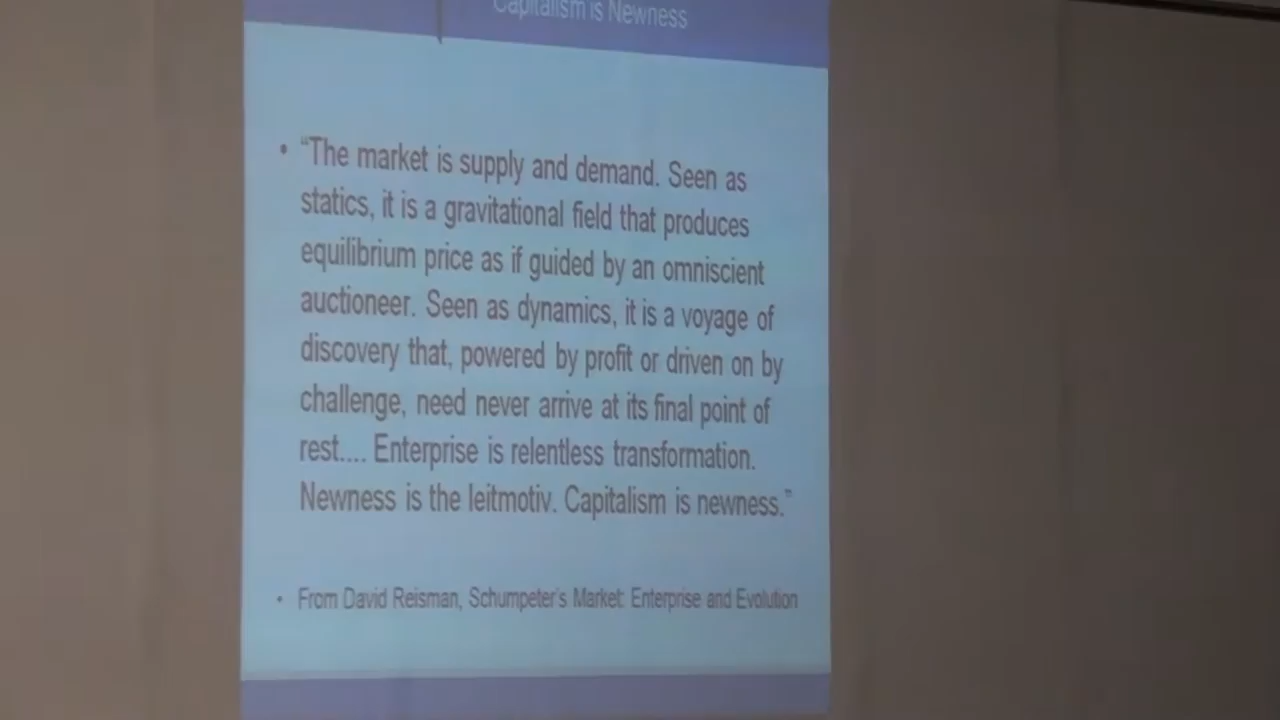 Capitalism is Newness
• "The market is supply and demand. Seen as
statics, it is a gravitational field that produces
equilibrium price as if guided by an omniscient
auctioneer. Seen as dynamics, it is a voyage of
discovery that, powered by profit or driven on by
challenge, need never arrive at its final point of
rest.... Enterprise is relentless transformation.
Newness is the leitmotiv. Capitalism is newness."
• From David Reisman, Schumpeter's Market: Enterprise and Evolution